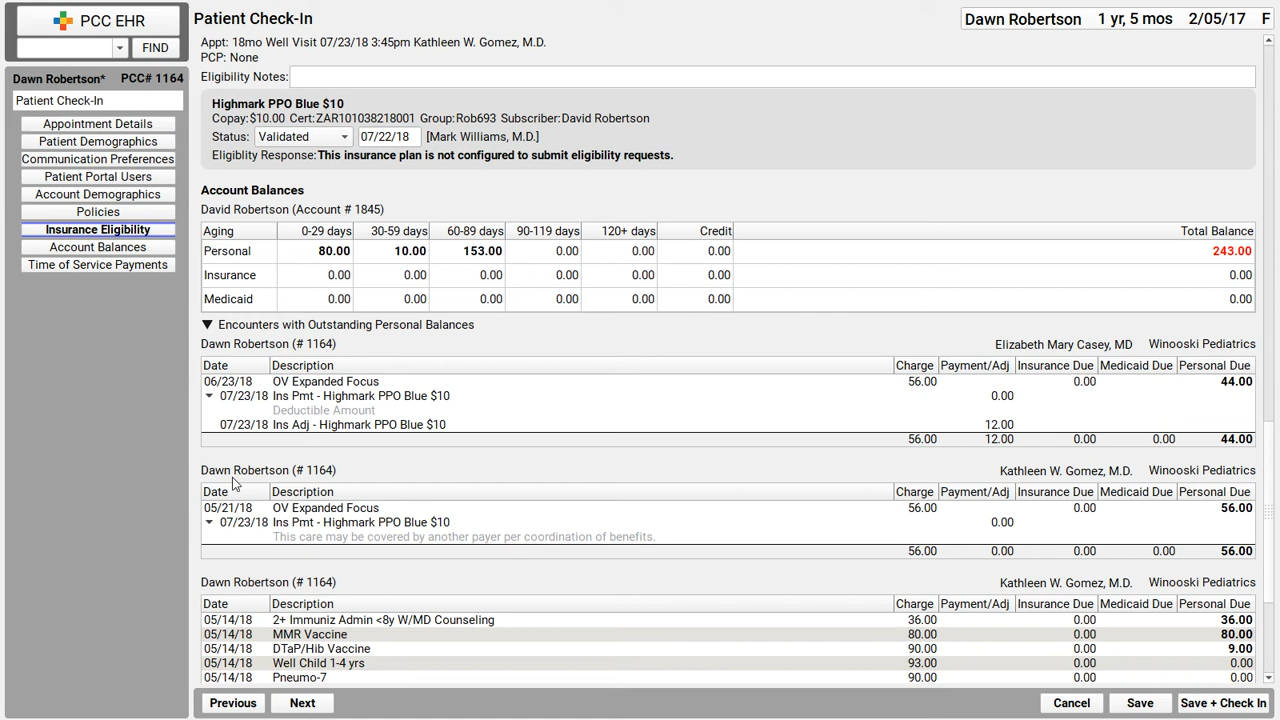 PCC EHR
FIND
Dawn Robertson* PCC# 1164
Patient Check-In
Appointment Details
Patient Demographics
Communication Preferences
Patient Portal Users
Account Demographics
Policies
Insurance Eligibility
Account Balances
Time of Service Payments
Patient Check-In
Dawn Robertson 1 yr, 5 mos 2/05/17 F
Appt: 18mo Well Visit 07/23/18 3:45pm Kathleen W. Gomez, M.D.
PCP: None
Eligibility Notes:
Highmark PPO Blue $10
Copay:$10.00 Cert:ZAR101038218001 Group:Rob693 Subscriber:David Robertson
Status: Validated 07/22/18 [Mark Williams, M.D.]
Eligiblity Response:This insurance plan is not configured to submit eligibility requests.
Account Balances
David Robertson (Account # 1845)
Aging 0-29 days 30-59 days 60-89 days 90-119 days 120+ days Credit Total Balance
Personal 80.00 10.00 153.00 0.00 0.00 0.00 243.00
Insurance 0.00 0.00 0.00 0.00 0.00 0.00 0.00
Medicaid 0.00 0.00 0.00 0.00 0.00 0.00 0.00
Encounters with Outstanding Personal Balances
Dawn Robertson (# 1164) Elizabeth Mary Casey, MD Winooski Pediatrics
Date Description Charge Payment/Adj Insurance Due Medicaid Due Personal Due
06/23/18 OV Expanded Focus 56.00 0.00 44.00
07/23/18 Ins Pmt - Highmark PPO Blue $10 0.00
Deductible Amount
07/23/18 Ins Adj - Highmark PPO Blue $10 12.00
56.00 12.00 0.00 0.00 44.00
Dawn Robertson (# 1164) Kathleen W. Gomez, M.D. Winooski Pediatrics
Date Description Charge Payment/Adj Insurance Due Medicaid Due Personal Due
05/21/18 OV Expanded Focus 56.00 0.00 56.00
07/23/18 Ins Pmt - Highmark PPO Blue $10 0.00
This care may be covered by another payer per coordination of benefits.
56.00 0.00 0.00 0.00 56.00
Dawn Robertson (# 1164) Kathleen W. Gomez, M.D. Winooski Pediatrics
Date Description Charge Payment/Adj Insurance Due Medicaid Due Personal Due
05/14/18 2+ Immuniz Admin <8y W/MD Counseling 36.00 0.00 36.00
05/14/18 MMR Vaccine 80.00 0.00 80.00
05/14/18 DTaP/Hib Vaccine 90.00 0.00 9.00
05/14/18 Well Child 1-4 yrs 93.00 0.00 0.00
05/14/18 Pneumo-7 90.00 0.00 0.00
Previous Next Cancel Save Save + Check In